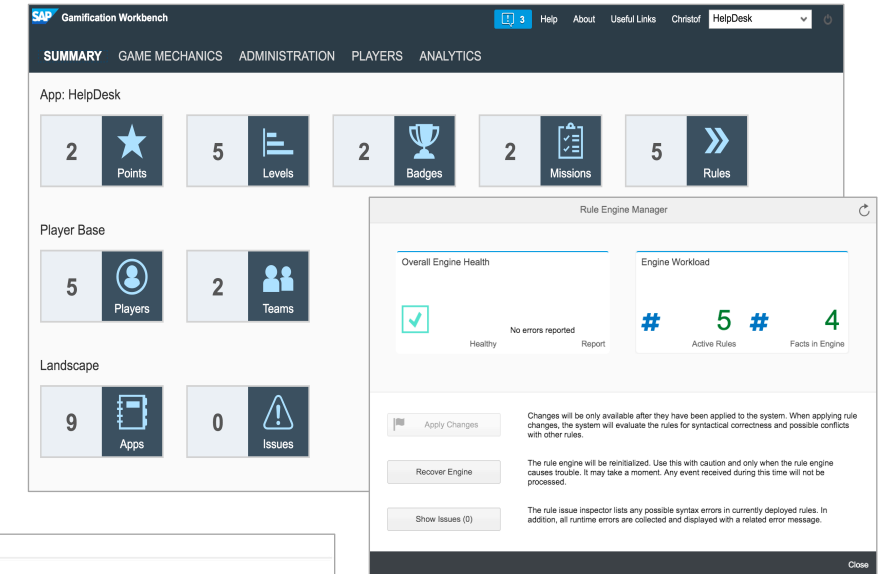 SAP Gamification Workbench
3 Help About Useful Links Christof HelpDesk
SUMMARY GAME MECHANICS ADMINISTRATION PLAYERS ANALYTICS
App: HelpDesk
2 Points
5 Levels
2 Badges
2 Missions
5 Rules
Player Base
5 Players
2 Teams
Landscape
9 Apps
0 Issues
Rule Engine Manager
Overall Engine Health
No errors reported
Healthy Report
Engine Workload
# 5 # 4
Active Rules Facts in Engine
Apply Changes
Changes will be only available after they have been applied to the system. When applying rule
changes, the system will evaluate the rules for syntactical correctness and possible conflicts
with other rules.
Recover Engine
The rule engine will be reinitialized. Use this with caution and only when the rule engine
causes trouble. It may take a moment. Any event received during this time will not be
processed.
Show Issues (0)
The rule issue inspector lists any possible syntax errors in currently deployed rules. In
addition, all runtime errors are collected and displayed with a related error message.
Close